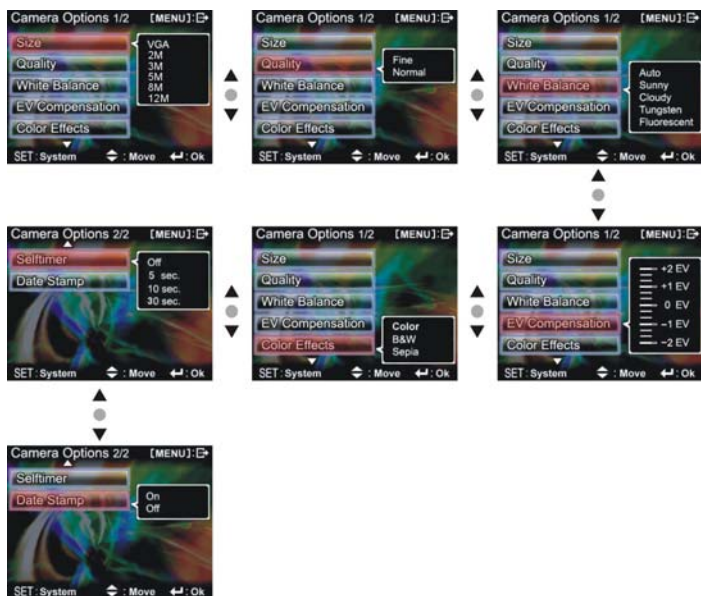 Camera Options 1/2 [MENU]:
Size
Quality
White Balance
EV Compensation
Color Effects
VGA
2M
3M
5M
8M
12M
SET : System : Move : Ok
Camera Options 1/2 [MENU]:
Size
Quality
White Balance
EV Compensation
Color Effects
Fine
Normal
SET : System : Move : Ok
Camera Options 1/2 [MENU]:
Size
Quality
White Balance
EV Compensation
Color Effects
Auto
Sunny
Cloudy
Tungsten
Fluorescent
SET : System : Move : Ok
Camera Options 2/2 [MENU]:
Selftimer
Date Stamp
Off
5 sec.
10 sec.
30 sec.
SET : System : Move : Ok
Camera Options 1/2 [MENU]:
Size
Quality
White Balance
EV Compensation
Color Effects
Color
B&W
Sepia
SET : System : Move : Ok
Camera Options 1/2 [MENU]:
Size
Quality
White Balance
EV Compensation
Color Effects
+2 EV
+1 EV
0 EV
−1 EV
−2 EV
SET : System : Move : Ok
Camera Options 2/2 [MENU]:
Selftimer
Date Stamp
On
Off
SET : System : Move : Ok